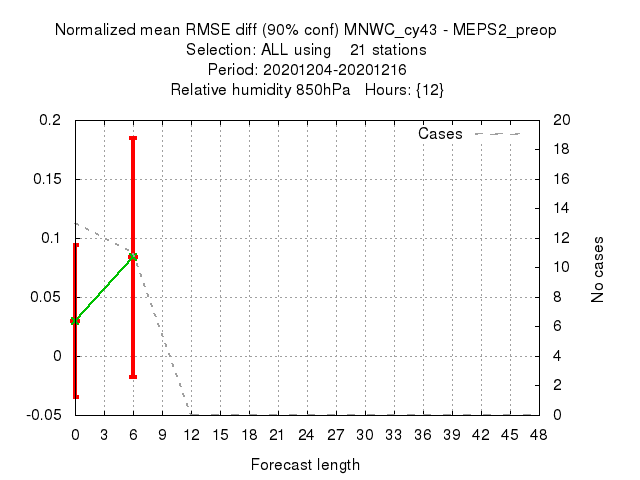 Normalized mean RMSE diff (90% conf) MNWC_cy43 - MEPS2_preop
Selection: ALL using 21 stations
Period: 20201204-20201216
Relative humidity 850hPa Hours: {12}
Cases
0.2
0.15
0.1
0.05
0
-0.05
20
18
16
14
12
10
8
6
4
2
0
No cases
0 3 6 9 12 15 18 21 24 27 30 33 36 39 42 45 48
Forecast length